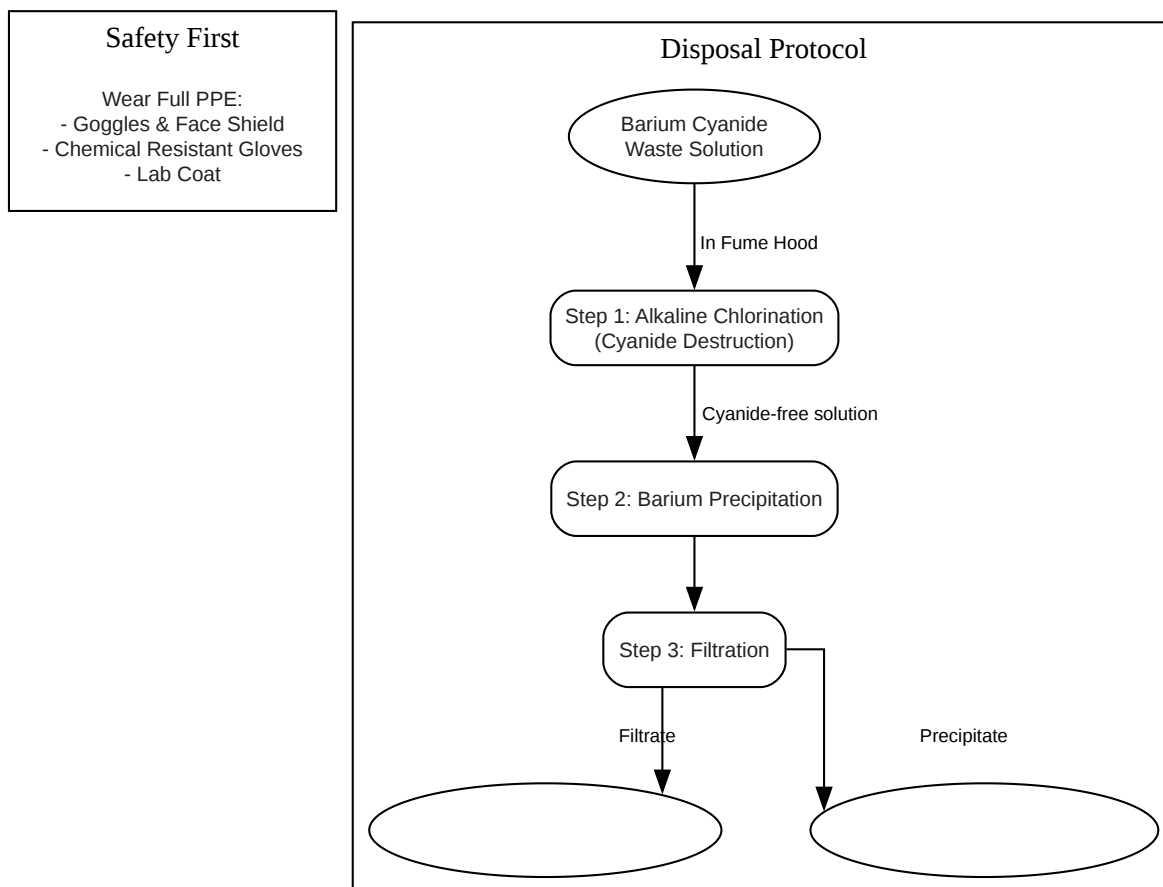 Safety First
Wear Full PPE:
- Goggles & Face Shield
- Chemical Resistant Gloves
- Lab Coat
Disposal Protocol
Barium Cyanide
Waste Solution
In Fume Hood
Step 1: Alkaline Chlorination
(Cyanide Destruction)
Cyanide-free solution
Step 2: Barium Precipitation
Step 3: Filtration
Filtrate
Precipitate